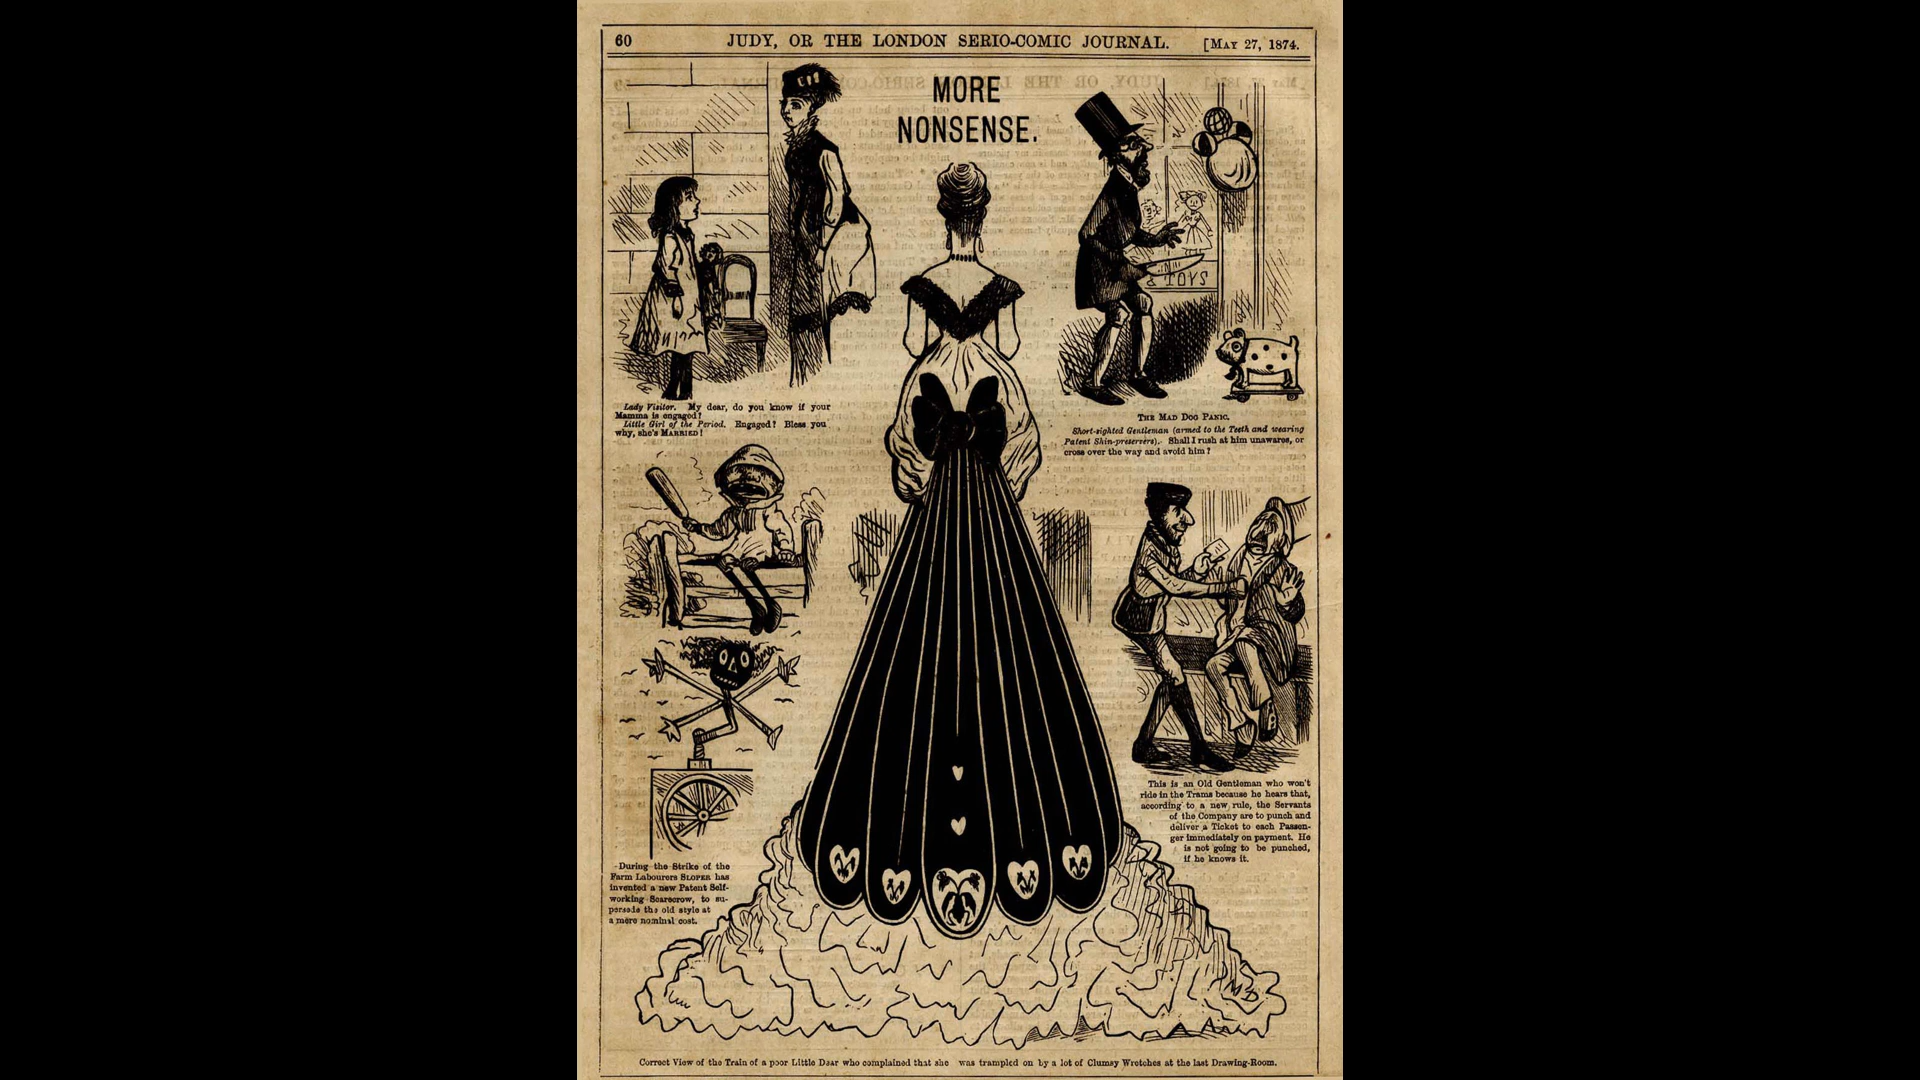 60
JUDY, OR THE LONDON SERIO-COMIC JOURNAL.
[MAY 27, 1874.
MORE
NONSENSE.
& TOYS
Lady Visitor. My dear, do you know if your
Mamma is engaged?
Little Girl of the Period. Engaged? Bless you
why, she's MARRIED!
THE MAD DOG PANIC.
Short-sighted Gentleman (armed to the Teeth and wearing
Patent Skin-preservers). Shall I rush at him unawares, or
cross over the way and avoid him?
During the Strike of the
Farm Labourers SLOPER has
invented a new Patent Self-
working Scarecrow, to su-
persede the old style at
a mere nominal cost.
This is an Old Gentleman who won't
ride in the Trams because he hears that,
according to a new rule, the Servants
of the Company are to punch and
deliver a Ticket to each Passen-
ger immediately on payment. He
is not going to be punched,
if he knows it.
MD
Correct View of the Train of a poor Little Dear who complained that she was trampled on by a lot of Clumsy Wretches at the last Drawing-Room.